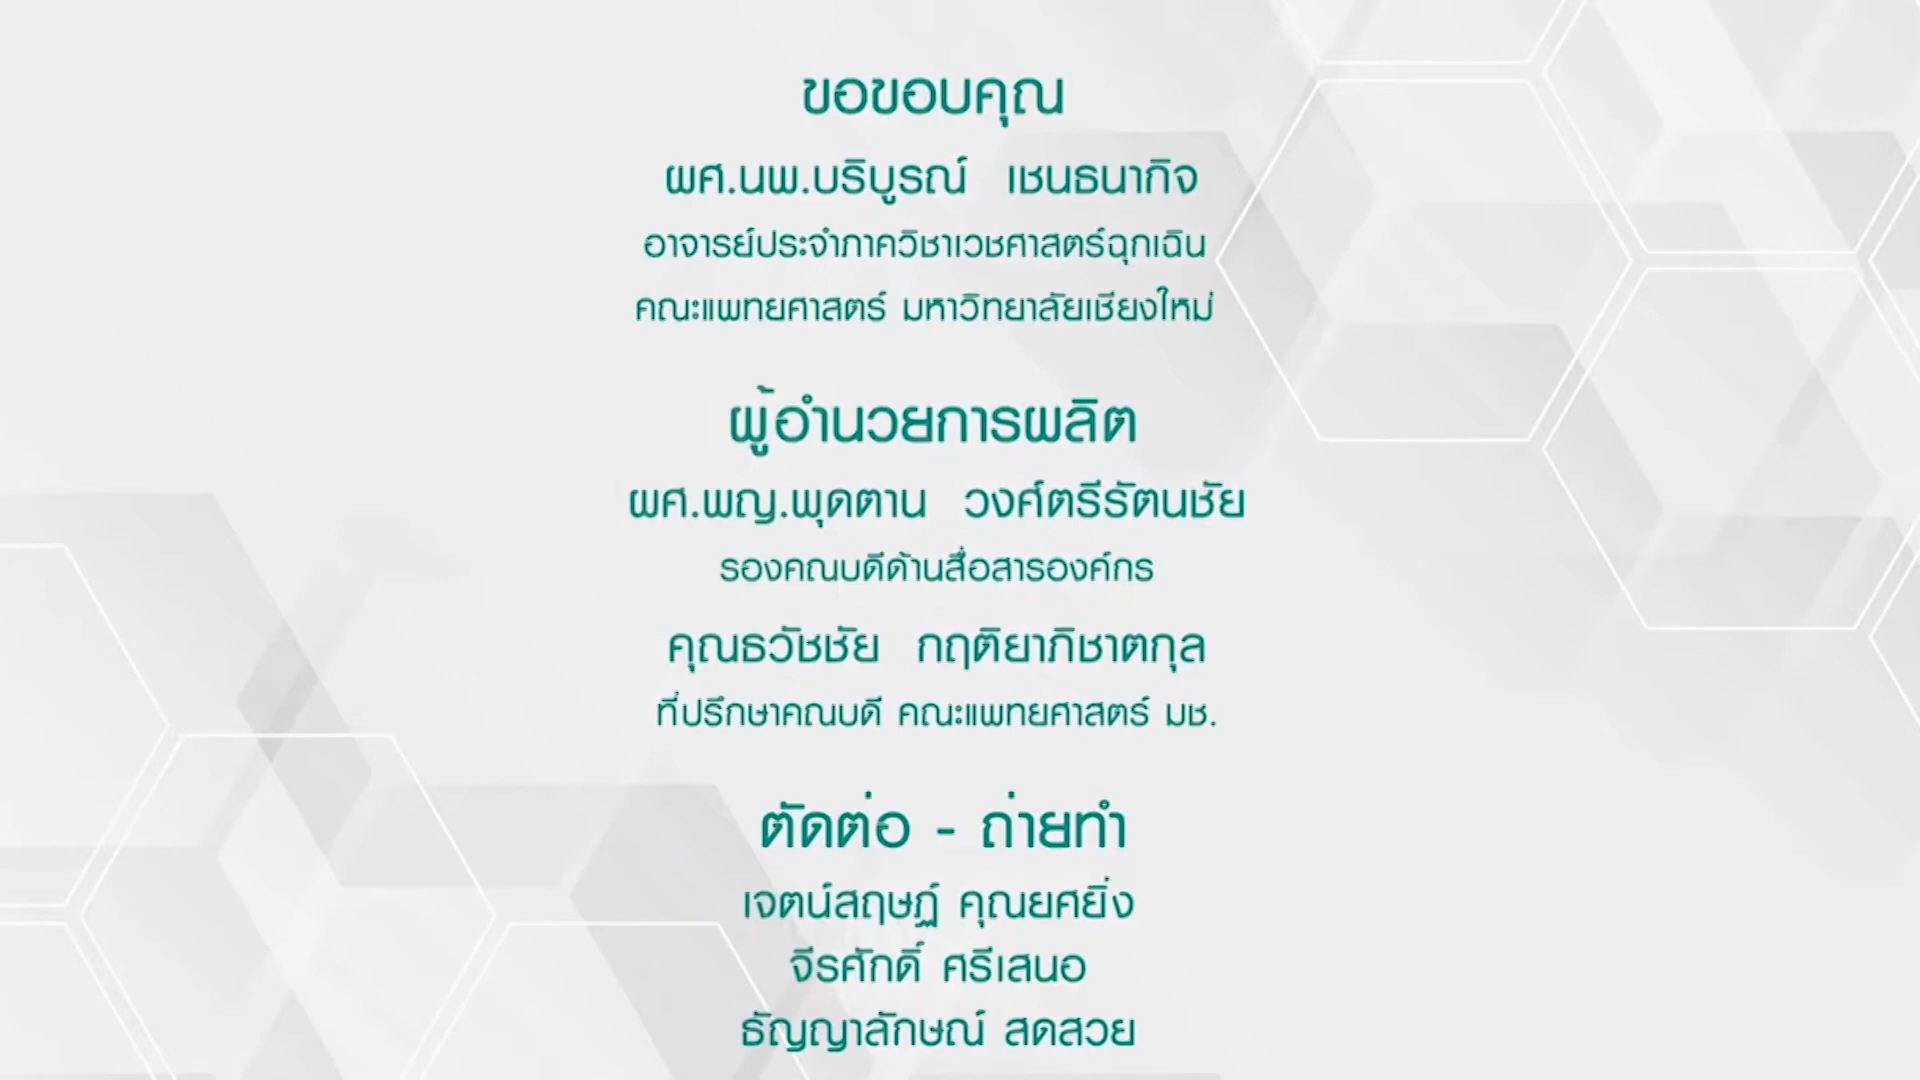 ขอขอบคุณ
ผศ.นพ.บริบูรณ์ เชนธนากิจ
อาจารย์ประจำภาควิชาเวชศาสตร์ฉุกเฉิน
คณะแพทยศาสตร์ มหาวิทยาลัยเชียงใหม่
ผู้อำนวยการผลิต
ผศ.พญ.พุดตาน วงศ์ตรีรัตนชัย
รองคณบดีด้านสื่อสารองค์กร
คุณธวัชชัย กฤติยาภิชาตกุล
ที่ปรึกษาคณบดี คณะแพทยศาสตร์ มช.
ตัดต่อ - ถ่ายทำ
เจตน์สฤษฏ์ คุณยศยิ่ง
จีรศักดิ์ ศรีเสนอ
ธัญญาลักษณ์ สดสวย